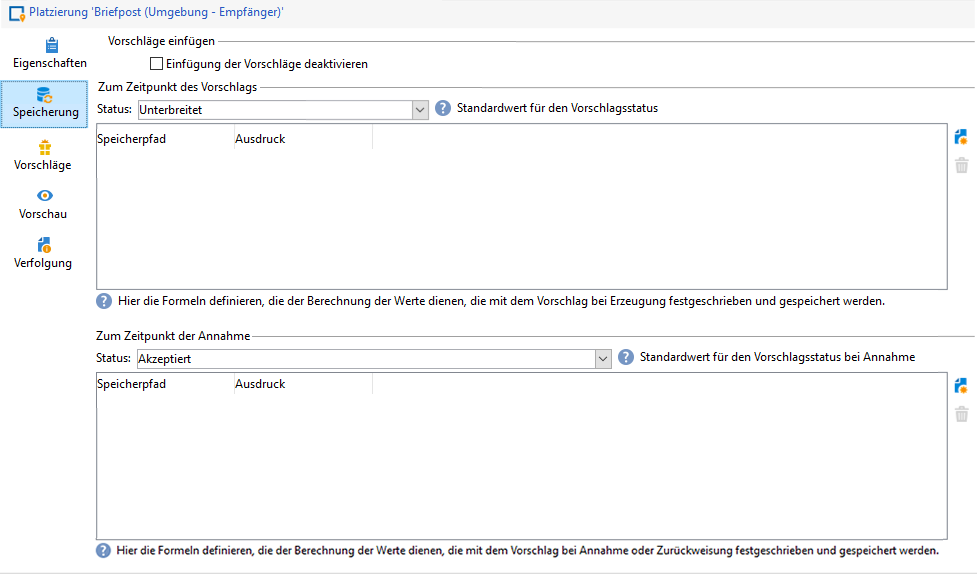 Platzierung 'Briefpost (Umgebung - Empfänger)'
Eigenschaften
Speicherung
Vorschläge
Vorschau
Verfolgung
Vorschläge einfügen
Einfügung der Vorschläge deaktivieren
Zum Zeitpunkt des Vorschlags
Status: Unterbreitet ? Standardwert für den Vorschlagsstatus
Speicherpfad Ausdruck
? Hier die Formeln definieren, die der Berechnung der Werte dienen, die mit dem Vorschlag bei Erzeugung festgeschrieben und gespeichert werden.
Zum Zeitpunkt der Annahme
Status: Akzeptiert ? Standardwert für den Vorschlagsstatus bei Annahme
Speicherpfad Ausdruck
? Hier die Formeln definieren, die der Berechnung der Werte dienen, die mit dem Vorschlag bei Annahme oder Zurückweisung festgeschrieben und gespeichert werden.